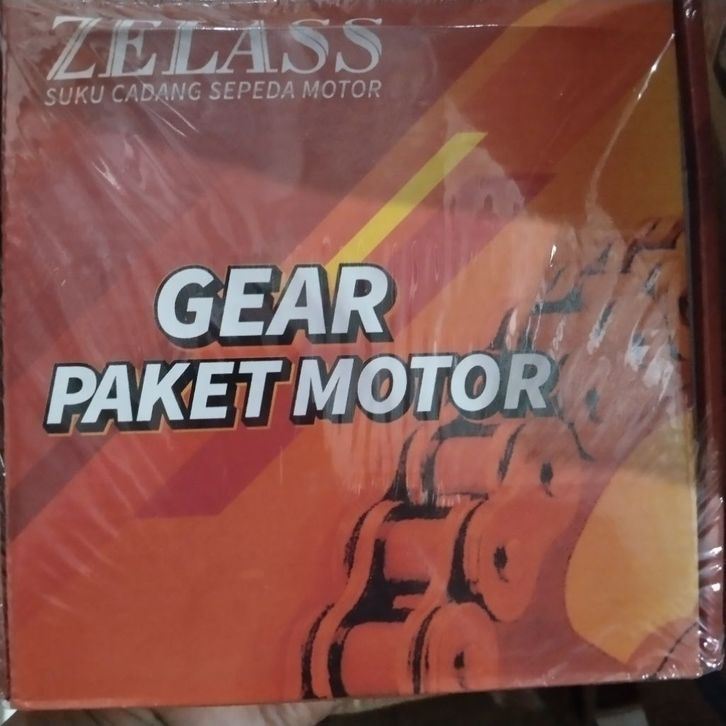 ZELASS
SUKU CADANG SEPEDA MOTOR
GEAR
PAKET MOTOR